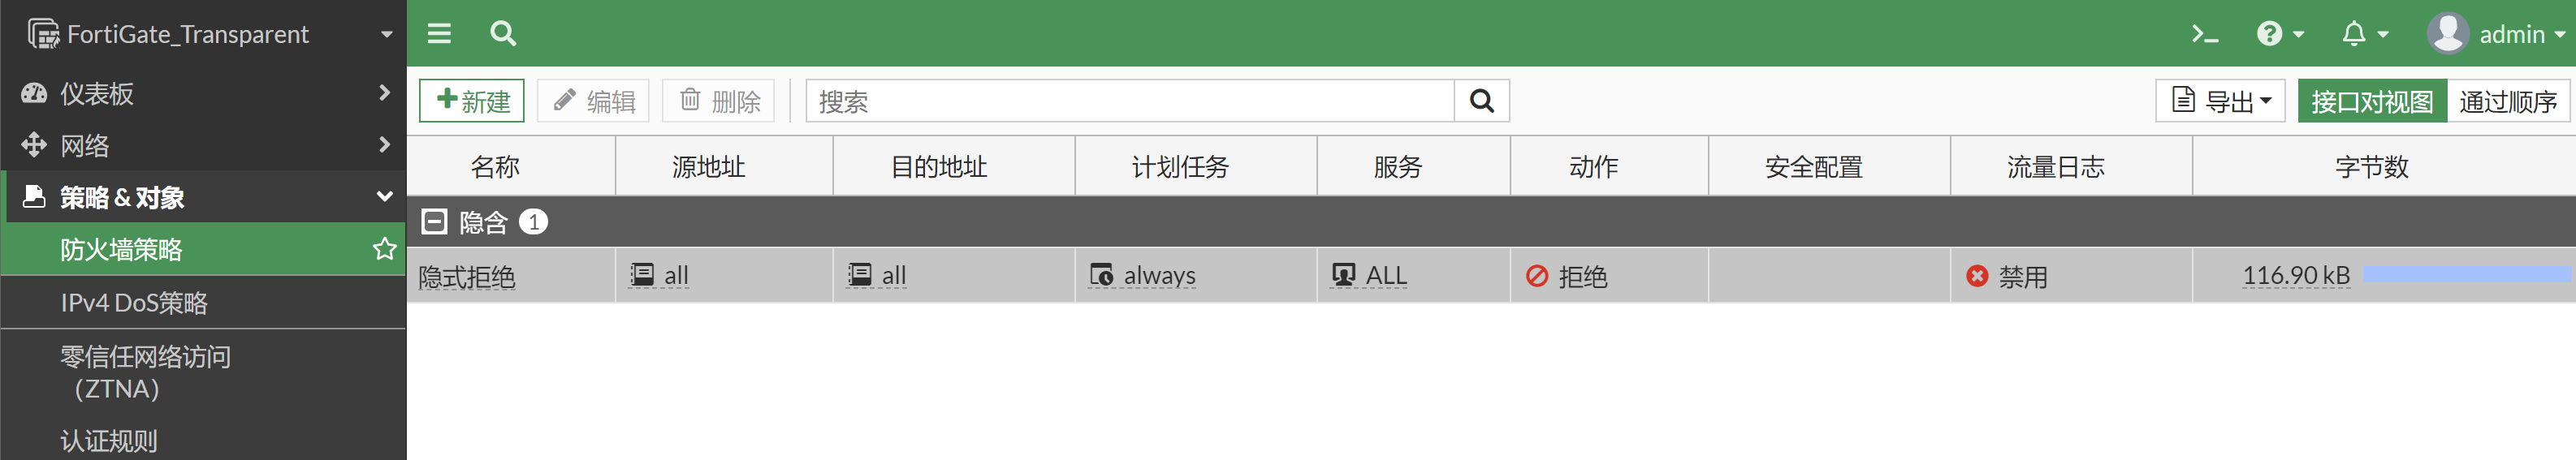 FortiGate_Transparent
admin
仪表板
网络
策略 & 对象
防火墙策略
IPv4 DoS策略
零信任网络访问
（ZTNA）
认证规则
新建 编辑 删除 搜索 导出 接口对视图 通过顺序
名称 源地址 目的地址 计划任务 服务 动作 安全配置 流量日志 字节数
隐含 1
隐式拒绝 all all always ALL 拒绝 禁用 116.90 kB